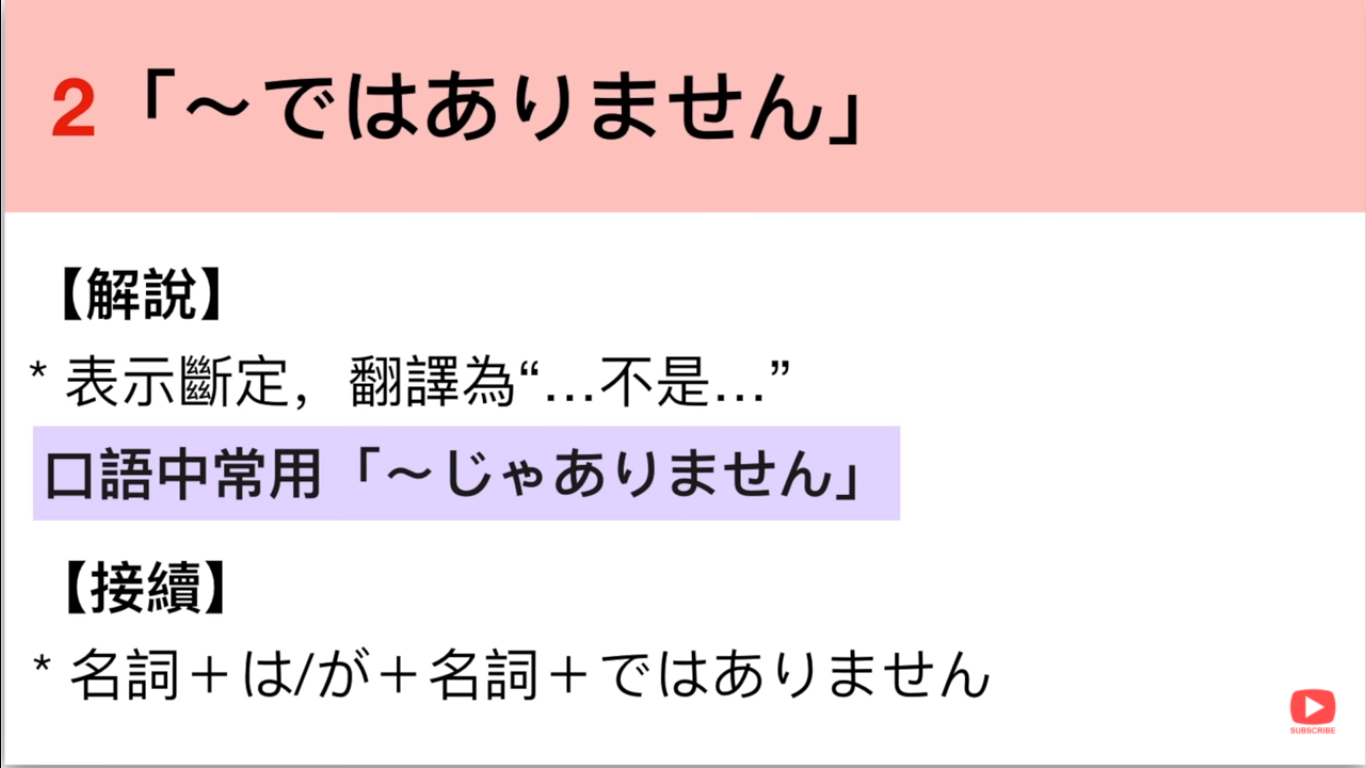 2「～ではありません」
【解說】
* 表示斷定，翻譯為“…不是…”
口語中常用「～じゃありません」
【接續】
* 名詞＋は/が＋名詞＋ではありません
SUBSCRIBE